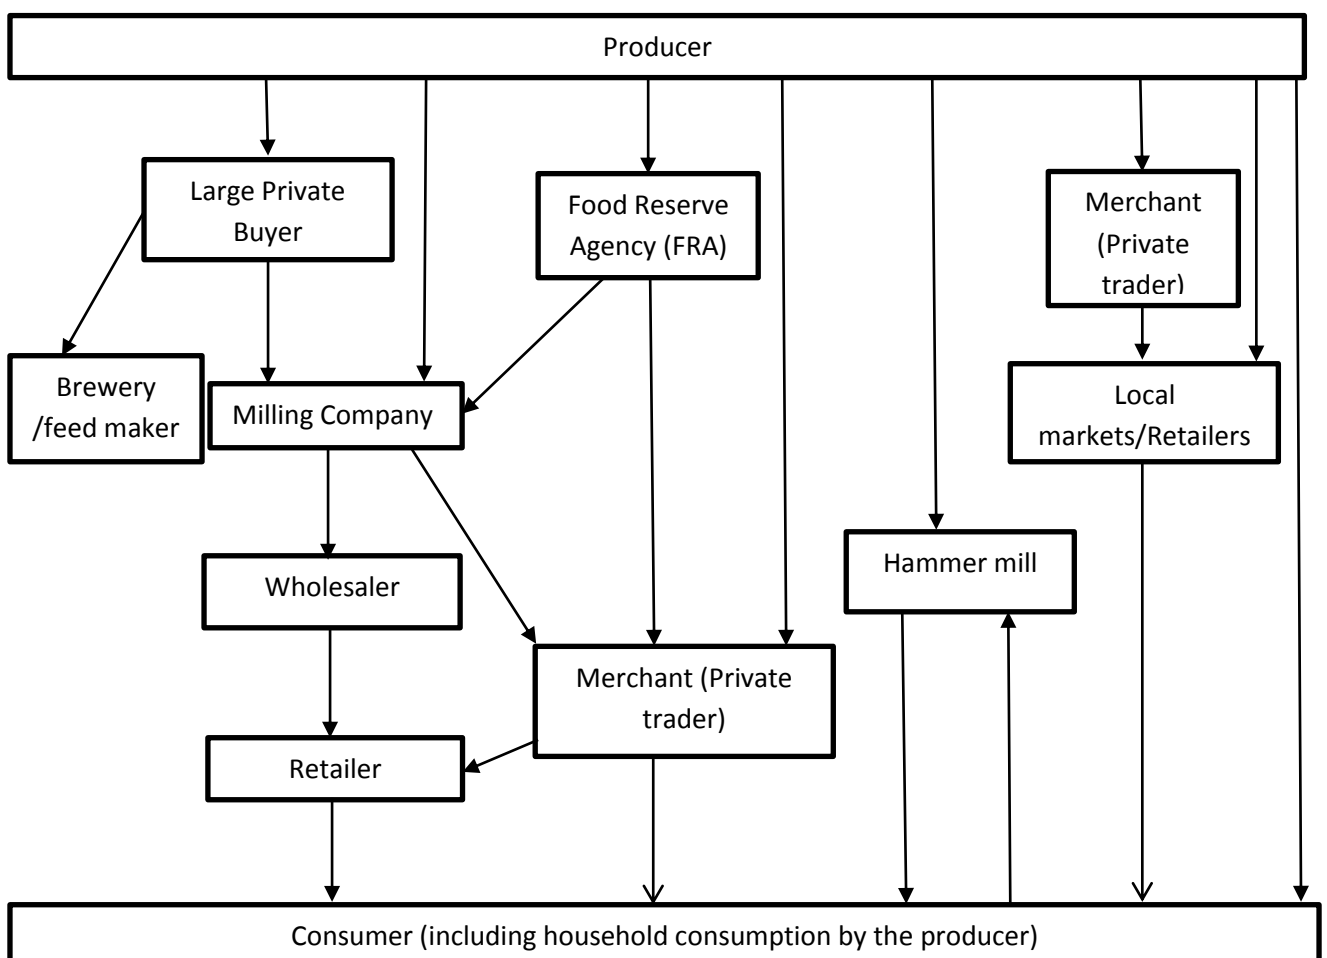 Producer
Large Private
Buyer
Food Reserve
Agency (FRA)
Merchant
(Private
trader)
Brewery
/feed maker
Milling Company
Local
markets/Retailers
Hammer mill
Wholesaler
Merchant (Private
trader)
Retailer
Consumer (including household consumption by the producer)